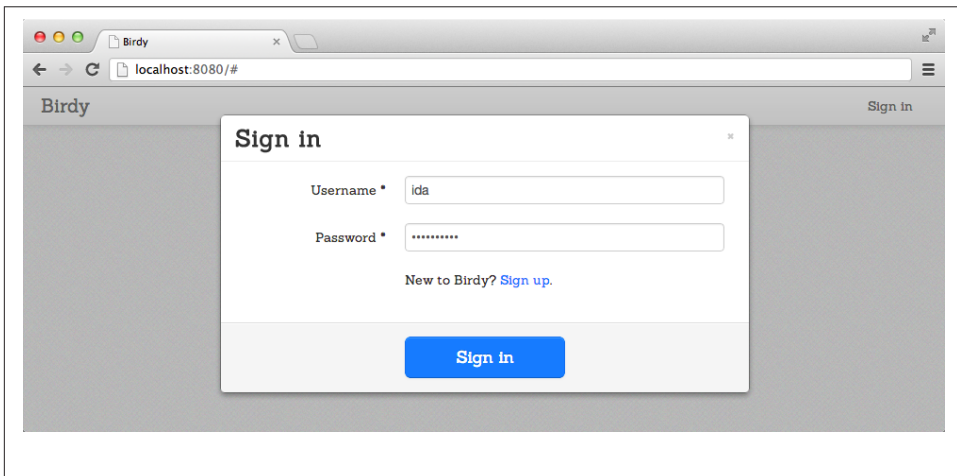 Birdy
localhost:8080/#
Birdy Sign in
Sign in
Username * ida
Password * ••••••••••
New to Birdy? Sign up.
Sign in